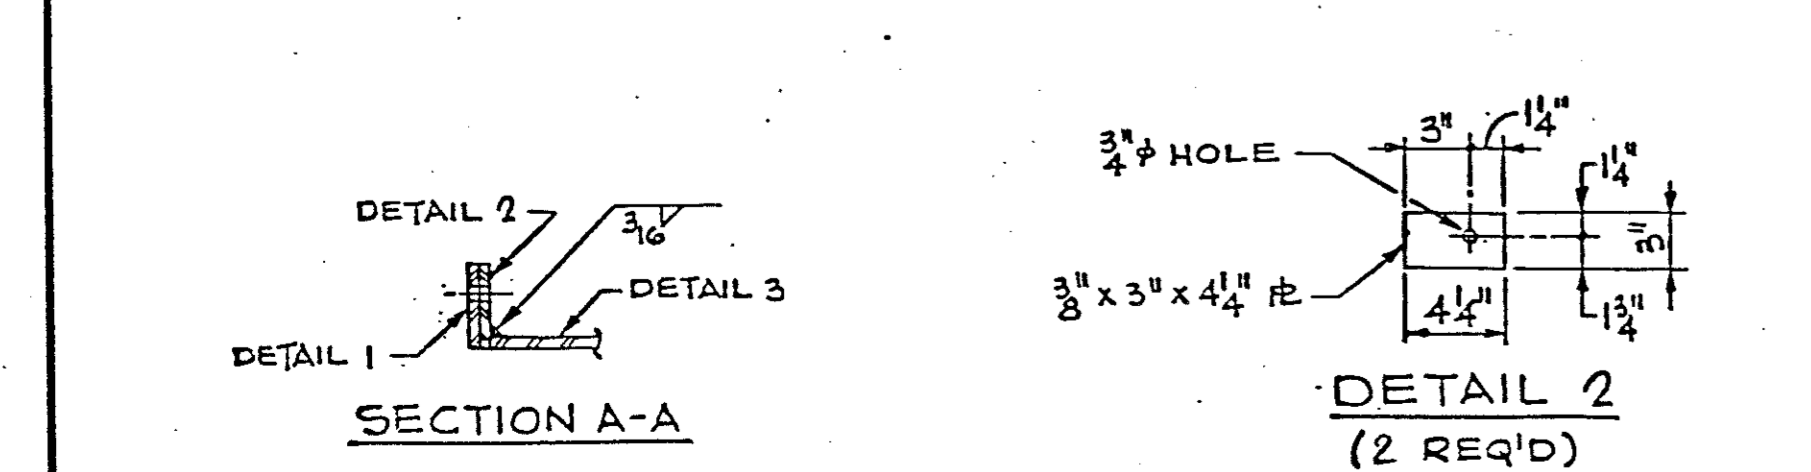 DETAIL 2
3/16
DETAIL 3
DETAIL 1
SECTION A-A
3/4" φ HOLE
3"
1 1/4"
1 1/4"
3"
3/8" x 3" x 4 1/4" ℄
4 1/4"
1 3/4"
DETAIL 2
(2 REQ'D)